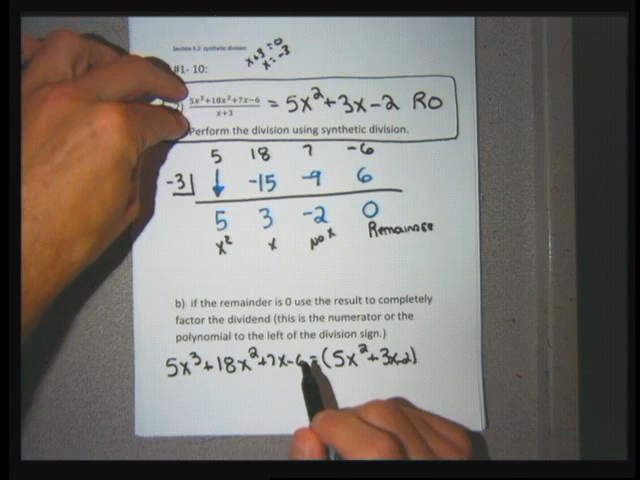 Section 5.2: synthetic division
x+3=0
x=-3
#1- 10:
5x³+18x²+7x−6 / x+3 = 5x²+3x-2 R0
Perform the division using synthetic division.
5 18 7 -6
-3 -15 -9 6
5 3 -2 0
x² x no x Remainder
b) if the remainder is 0 use the result to completely
factor the dividend (this is the numerator or the
polynomial to the left of the division sign.)
5x³+18x²+7x-6=(5x²+3x-2)